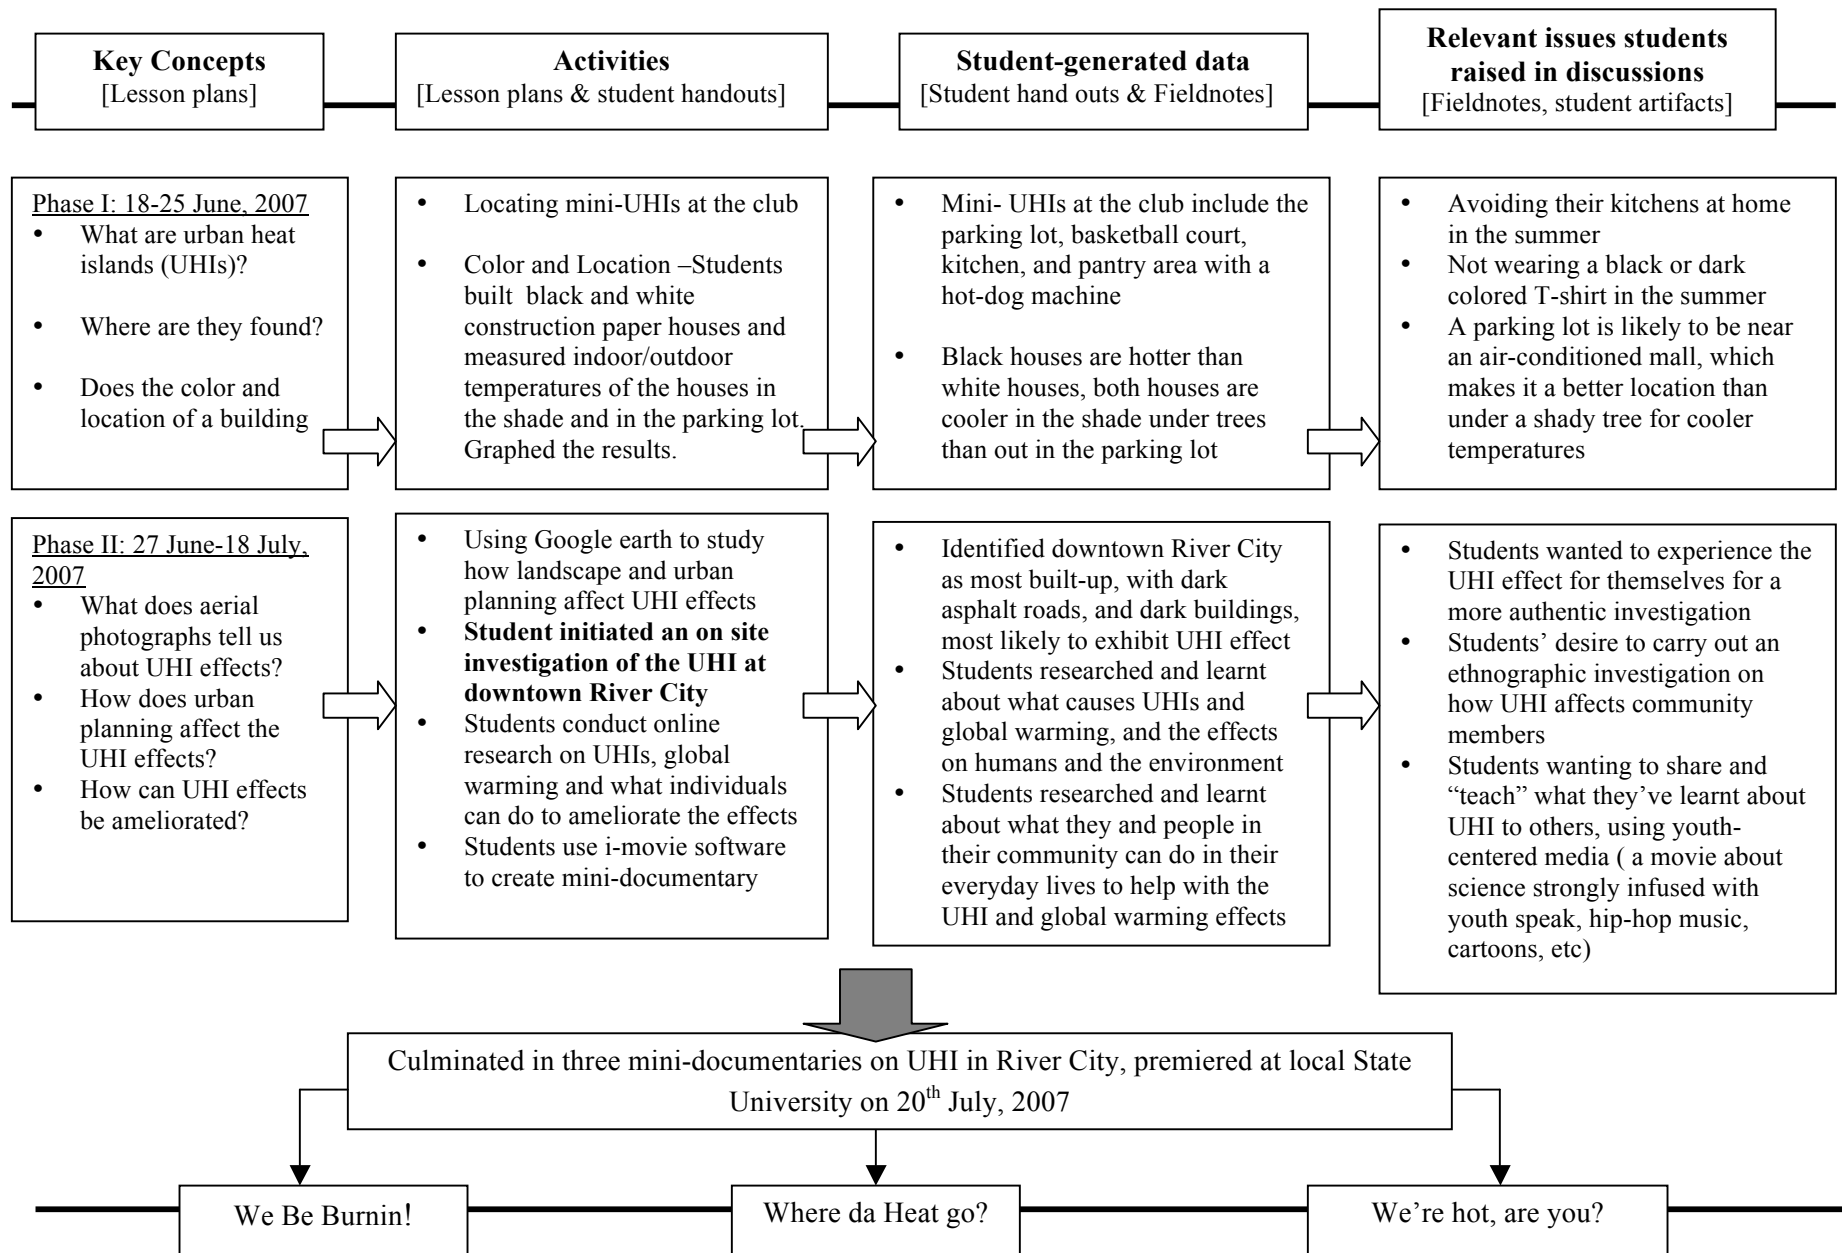 Key Concepts
[Lesson plans]
Activities
[Lesson plans & student handouts]
Student-generated data
[Student hand outs & Fieldnotes]
Relevant issues students
raised in discussions
[Fieldnotes, student artifacts]
Phase I: 18-25 June, 2007
• What are urban heat
islands (UHIs)?
• Where are they found?
• Does the color and
location of a building
• Locating mini-UHIs at the club
• Color and Location –Students
built black and white
construction paper houses and
measured indoor/outdoor
temperatures of the houses in
the shade and in the parking lot.
Graphed the results.
• Mini- UHIs at the club include the
parking lot, basketball court,
kitchen, and pantry area with a
hot-dog machine
• Black houses are hotter than
white houses, both houses are
cooler in the shade under trees
than out in the parking lot
• Avoiding their kitchens at home
in the summer
• Not wearing a black or dark
colored T-shirt in the summer
• A parking lot is likely to be near
an air-conditioned mall, which
makes it a better location than
under a shady tree for cooler
temperatures
Phase II: 27 June-18 July,
2007
• What does aerial
photographs tell us
about UHI effects?
• How does urban
planning affect the
UHI effects?
• How can UHI effects
be ameliorated?
• Using Google earth to study
how landscape and urban
planning affect UHI effects
• Student initiated an on site
investigation of the UHI at
downtown River City
• Students conduct online
research on UHIs, global
warming and what individuals
can do to ameliorate the effects
• Students use i-movie software
to create mini-documentary
• Identified downtown River City
as most built-up, with dark
asphalt roads, and dark buildings,
most likely to exhibit UHI effect
• Students researched and learnt
about what causes UHIs and
global warming, and the effects
on humans and the environment
• Students researched and learnt
about what they and people in
their community can do in their
everyday lives to help with the
UHI and global warming effects
• Students wanted to experience the
UHI effect for themselves for a
more authentic investigation
• Students’ desire to carry out an
ethnographic investigation on
how UHI affects community
members
• Students wanting to share and
“teach” what they’ve learnt about
UHI to others, using youth-
centered media ( a movie about
science strongly infused with
youth speak, hip-hop music,
cartoons, etc)
Culminated in three mini-documentaries on UHI in River City, premiered at local State
University on 20th July, 2007
We Be Burnin!
Where da Heat go?
We’re hot, are you?